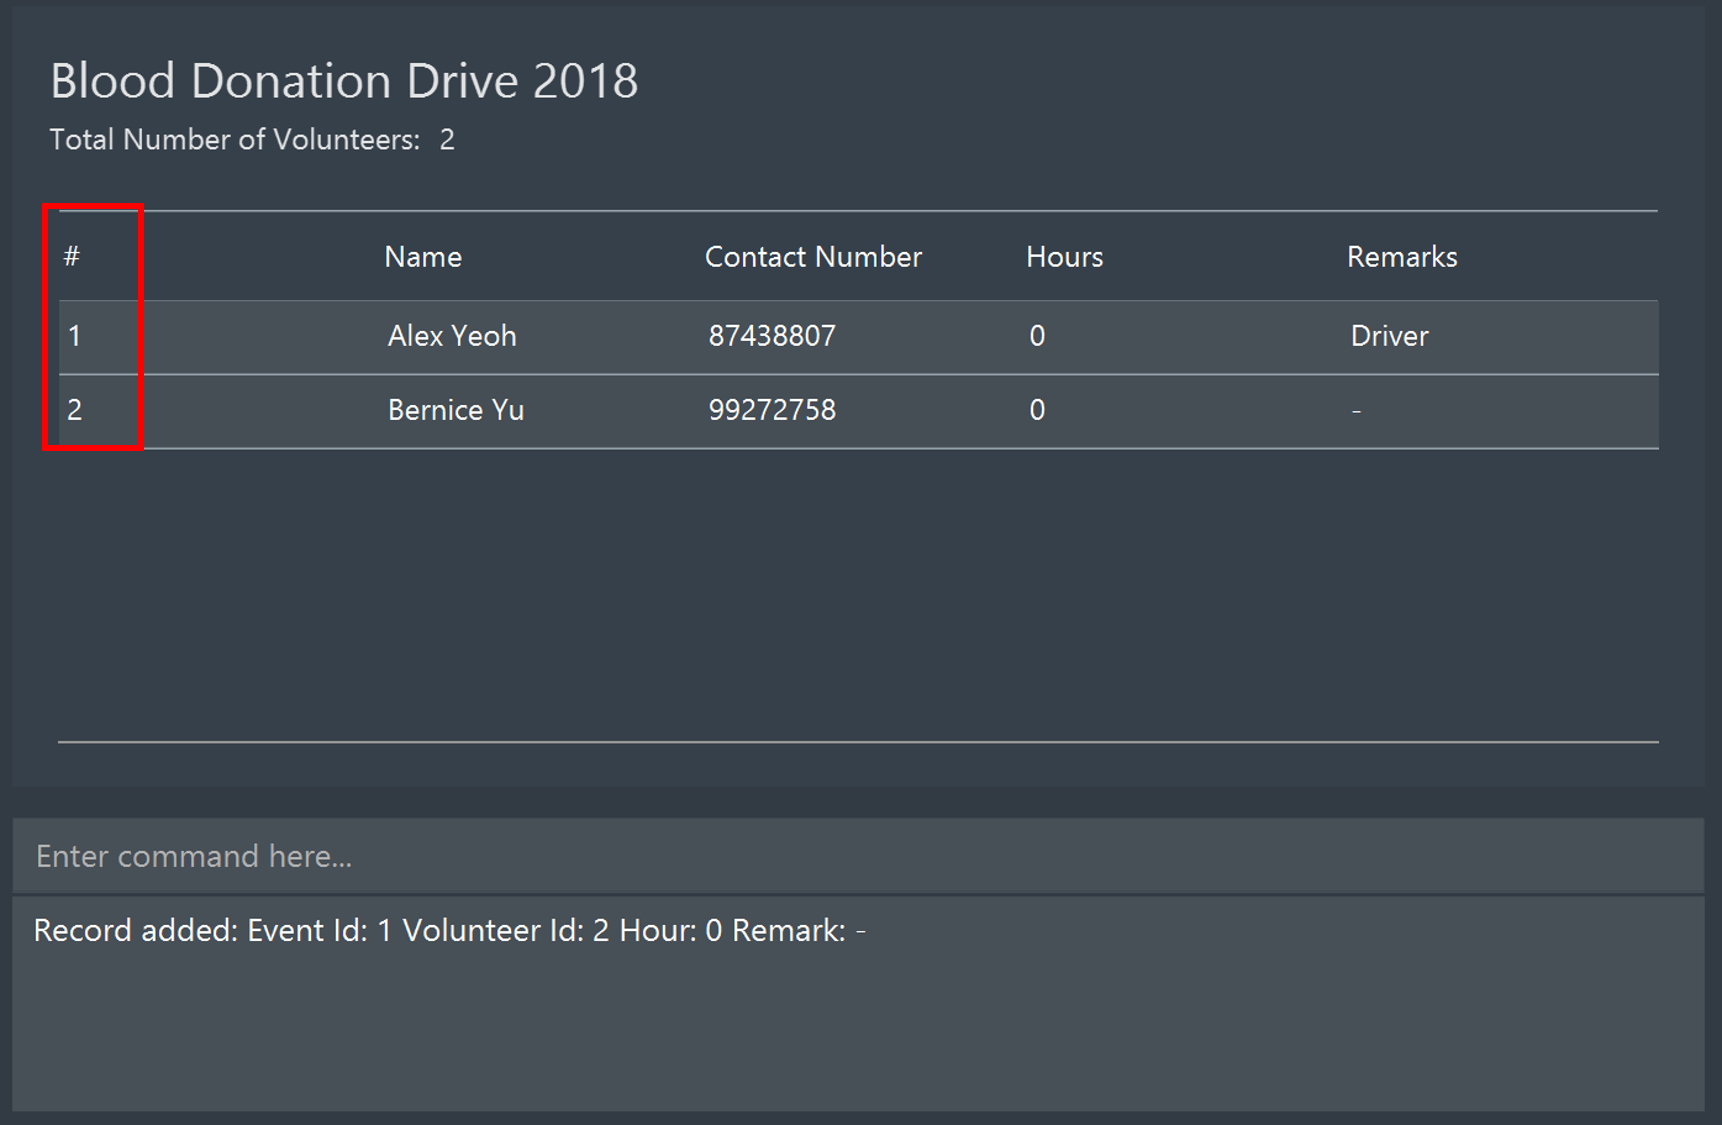 Blood Donation Drive 2018
Total Number of Volunteers: 2
# Name Contact Number Hours Remarks
1 Alex Yeoh 87438807 0 Driver
2 Bernice Yu 99272758 0 -
Enter command here...
Record added: Event Id: 1 Volunteer Id: 2 Hour: 0 Remark: -